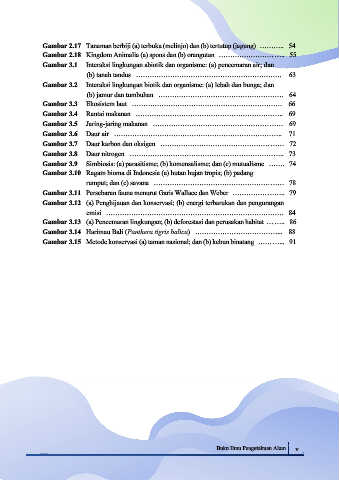 Gambar 2.17 Tanaman berbiji (a) terbuka (melinjo) dan (b) tertutup (jagung) ............ 54
Gambar 2.18 Kingdom Animalia (a) spons dan (b) orangutan ................................ 55
Gambar 3.1 Interaksi lingkungan abiotik dan organisme: (a) pencemaran air; dan
(b) tanah tandus ........................................................................ 63
Gambar 3.2 Interaksi lingkungan biotik dan organisme: (a) lebah dan bunga; dan
(b) jamur dan tumbuhan ............................................................... 64
Gambar 3.3 Ekosistem laut ........................................................................... 66
Gambar 3.4 Rantai makanan ......................................................................... 69
Gambar 3.5 Jaring-jaring makanan ................................................................. 69
Gambar 3.6 Daur air .................................................................................... 71
Gambar 3.7 Daur karbon dan oksigen ............................................................. 72
Gambar 3.8 Daur nitrogen ............................................................................ 73
Gambar 3.9 Simbiosis: (a) parasitisme; (b) komensalisme; dan (c) mutualisme ........ 74
Gambar 3.10 Ragam bioma di Indonesia (a) hutan hujan tropis; (b) padang
rumput; dan (c) savana ................................................................. 78
Gambar 3.11 Persebaran fauna menurut Garis Wallace dan Weber .......................... 79
Gambar 3.12 (a) Penghijauan dan konservasi; (b) energi terbarukan dan pengurangan
emisi ........................................................................................ 84
Gambar 3.13 (a) Pencemaran lingkungan; (b) deforestasi dan perusakan habitat ......... 86
Gambar 3.14 Harimau Bali (Panthera tigris balica) ........................................... 88
Gambar 3.15 Metode konservasi (a) taman nasional; dan (b) kebun binatang ............. 91
Buku Ilmu Pengetahuan Alam v